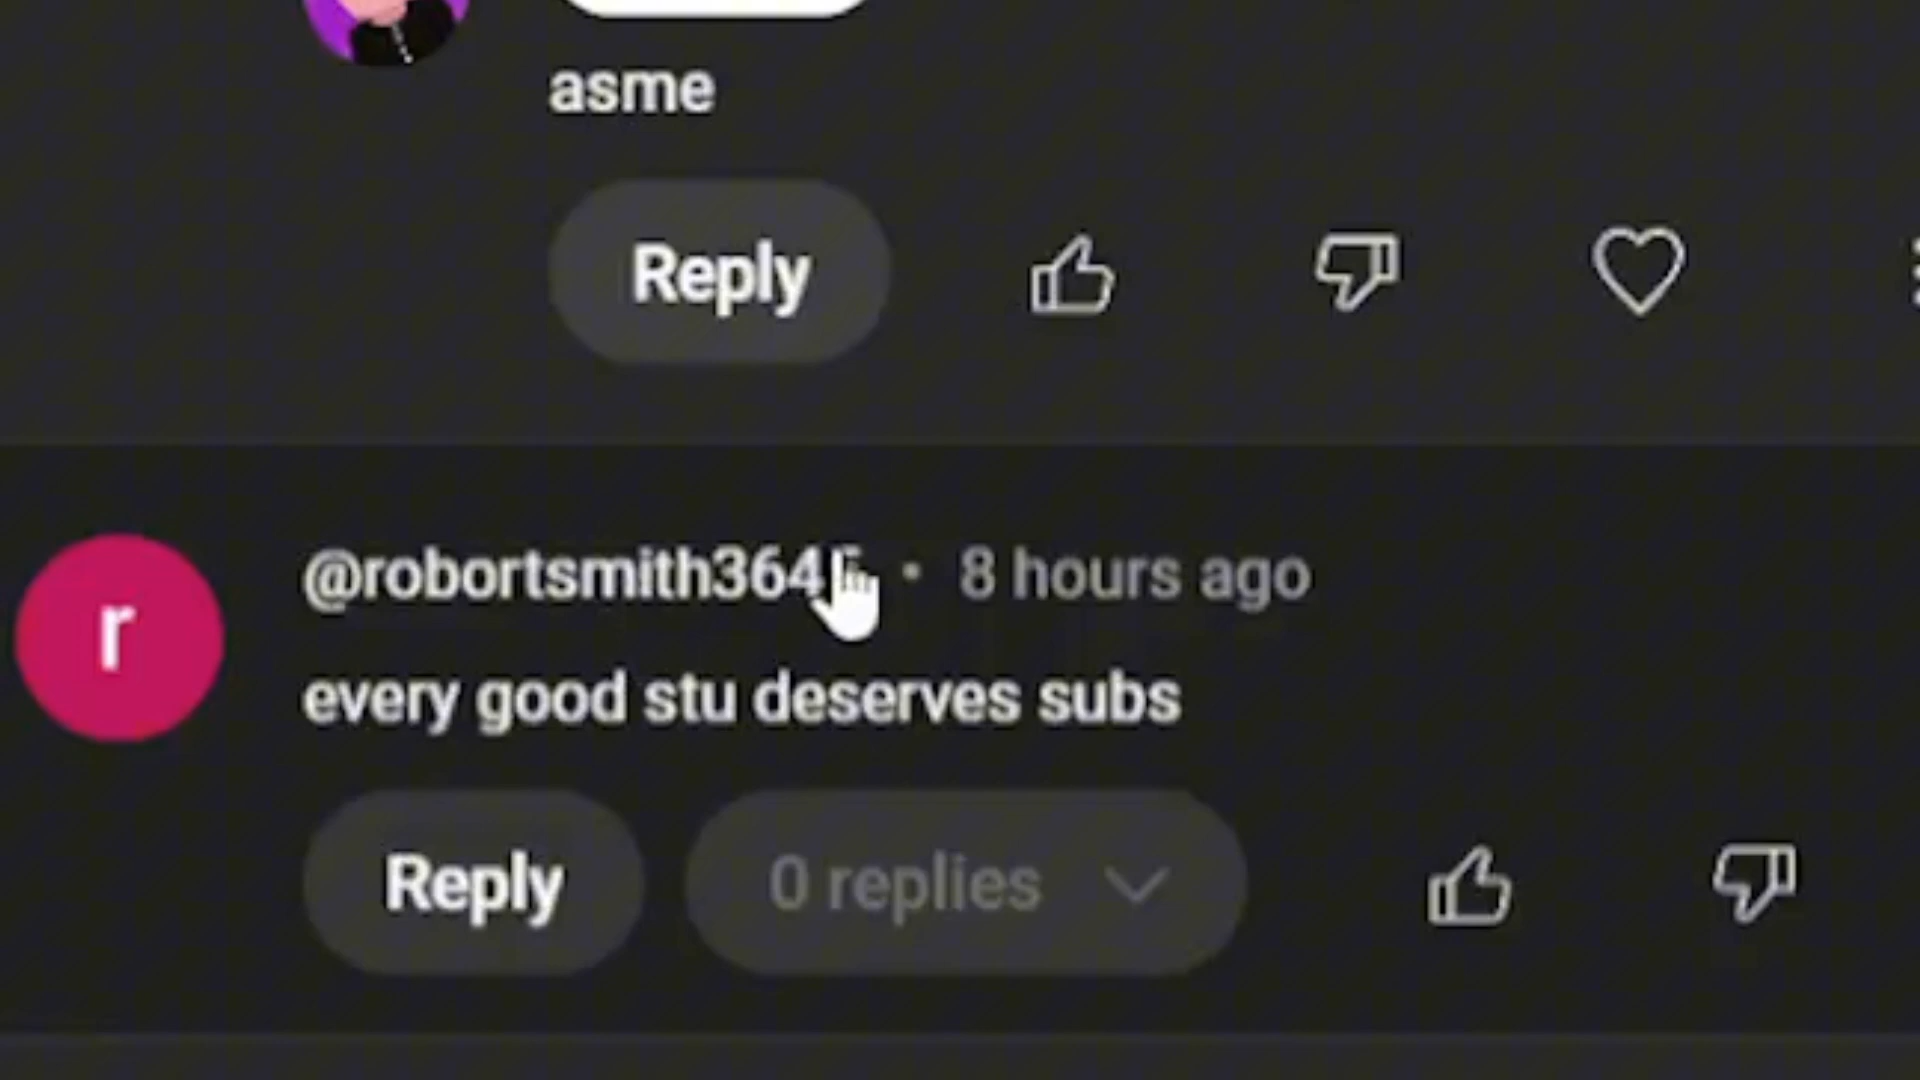 asme
Reply
r
• 8 hours ago
every good stu deserves subs
Reply
0 replies